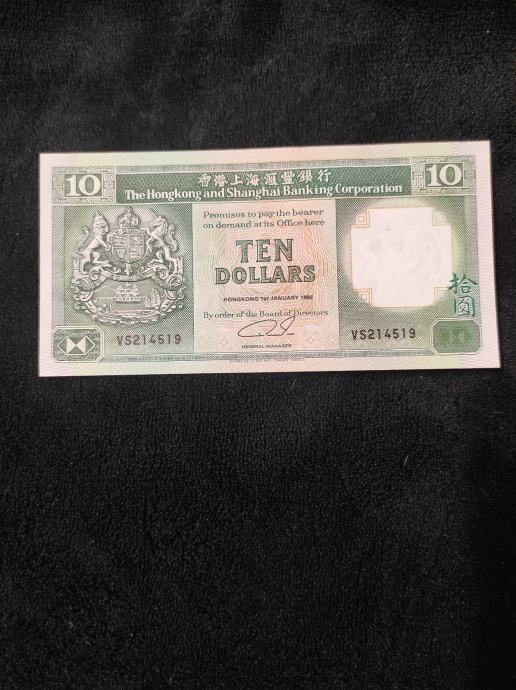 10 香港上海滙豐銀行 10
The Hongkong and Shanghai Banking Corporation
Promises to pay the bearer
on demand at its Office here
TEN
DOLLARS
HONGKONG 1ST JANUARY 1992
By order of the Board of Directors
GENERAL MANAGER
VS214519
VS214519
拾圓